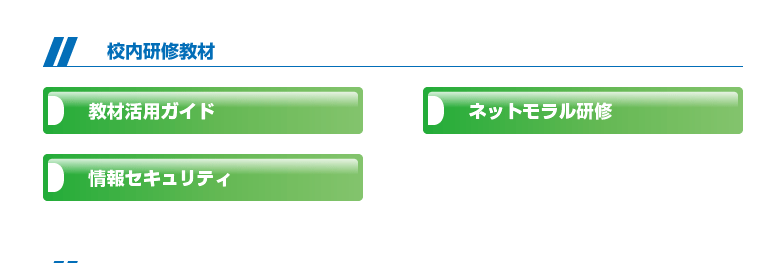 校内研修教材
教材活用ガイド
ネットモラル研修
情報セキュリティ